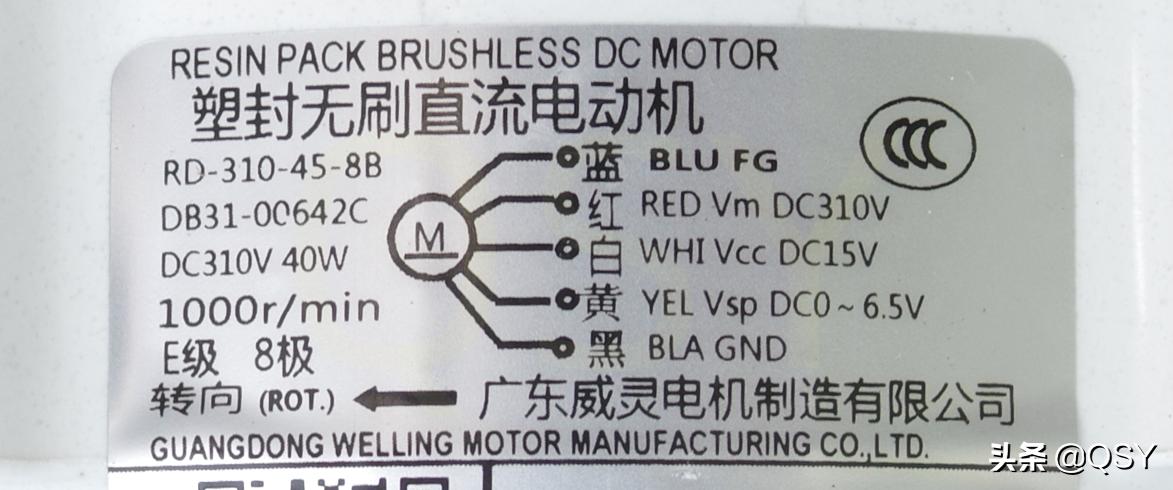 RESIN PACK BRUSHLESS DC MOTOR
塑封无刷直流电动机
CCC
RD-310-45-8B
DB31-00642C
DC310V 40W
1000r/min
E级 8极
M
蓝 BLU FG
红 RED Vm DC310V
白 WHI Vcc DC15V
黄 YEL Vsp DC0~6.5V
黑 BLA GND
转向 (ROT.)
广东威灵电机制造有限公司
GUANGDONG WELLING MOTOR MANUFACTURING CO.,LTD.
头条 @QSY